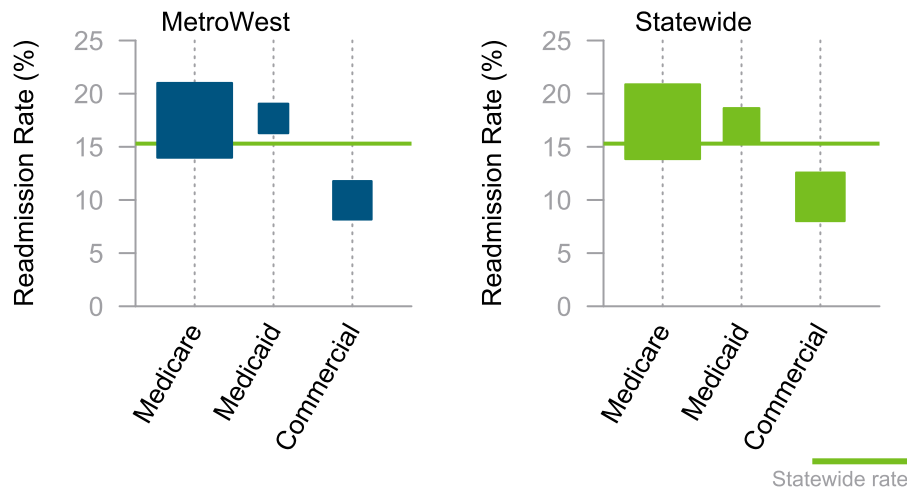 MetroWest
Readmission Rate (%)
25
20
15
10
5
0
Medicare
Medicaid
Commercial
Statewide
Readmission Rate (%)
25
20
15
10
5
0
Medicare
Medicaid
Commercial
Statewide rate